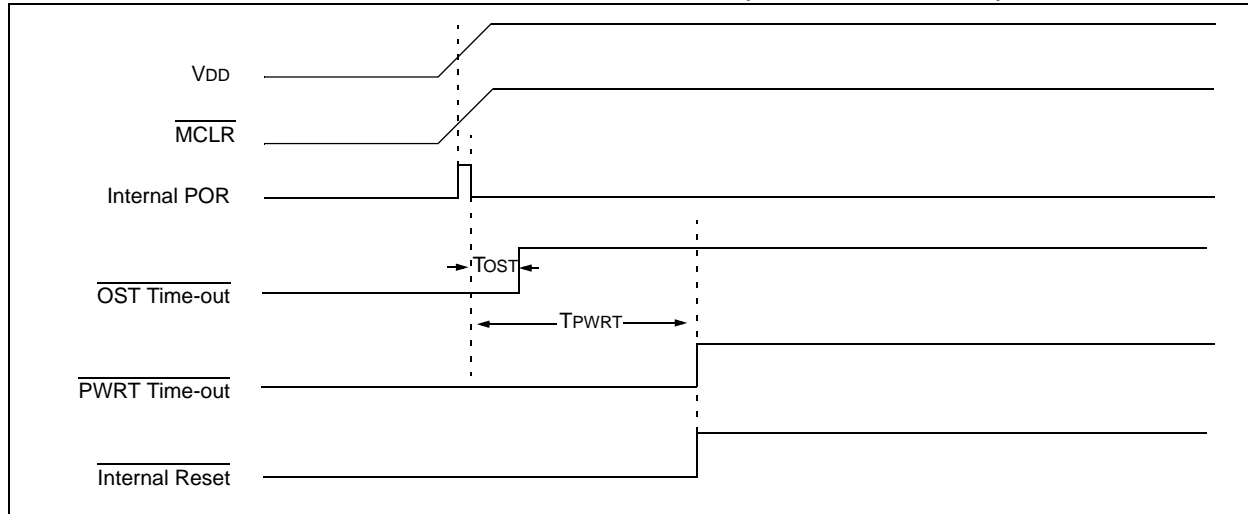 VDD
MCLR
Internal POR
TOST
OST Time-out
TPWRT
PWRT Time-out
Internal Reset